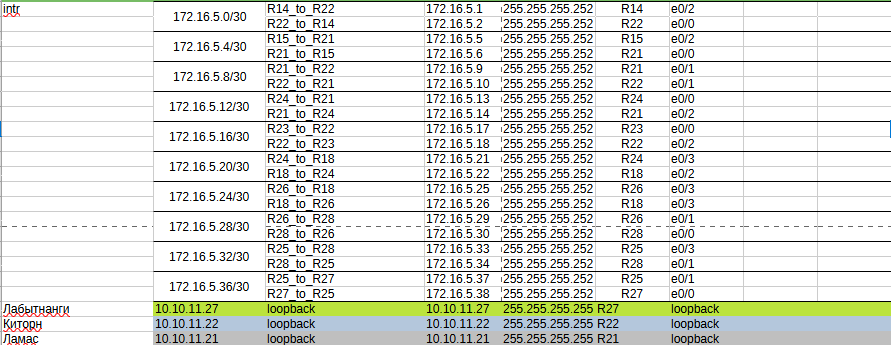 intr 172.16.5.0/30 R14_to_R22 172.16.5.1 255.255.255.252 R14 e0/2
R22_to_R14 172.16.5.2 255.255.255.252 R22 e0/0
172.16.5.4/30 R15_to_R21 172.16.5.5 255.255.255.252 R15 e0/2
R21_to_R15 172.16.5.6 255.255.255.252 R21 e0/0
172.16.5.8/30 R21_to_R22 172.16.5.9 255.255.255.252 R21 e0/1
R22_to_R21 172.16.5.10 255.255.255.252 R22 e0/1
172.16.5.12/30 R24_to_R21 172.16.5.13 255.255.255.252 R24 e0/0
R21_to_R24 172.16.5.14 255.255.255.252 R21 e0/2
172.16.5.16/30 R23_to_R22 172.16.5.17 255.255.255.252 R23 e0/0
R22_to_R23 172.16.5.18 255.255.255.252 R22 e0/2
172.16.5.20/30 R24_to_R18 172.16.5.21 255.255.255.252 R24 e0/3
R18_to_R24 172.16.5.22 255.255.255.252 R18 e0/2
172.16.5.24/30 R26_to_R18 172.16.5.25 255.255.255.252 R26 e0/3
R18_to_R26 172.16.5.26 255.255.255.252 R18 e0/3
172.16.5.28/30 R26_to_R28 172.16.5.29 255.255.255.252 R26 e0/1
R28_to_R26 172.16.5.30 255.255.255.252 R28 e0/0
172.16.5.32/30 R25_to_R28 172.16.5.33 255.255.255.252 R25 e0/3
R28_to_R25 172.16.5.34 255.255.255.252 R28 e0/1
172.16.5.36/30 R25_to_R27 172.16.5.37 255.255.255.252 R25 e0/1
R27_to_R25 172.16.5.38 255.255.255.252 R27 e0/0
Лабытнанги 10.10.11.27 loopback 10.10.11.27 255.255.255.255 R27 loopback
Киторн 10.10.11.22 loopback 10.10.11.22 255.255.255.255 R22 loopback
Ламас 10.10.11.21 loopback 10.10.11.21 255.255.255.255 R21 loopback